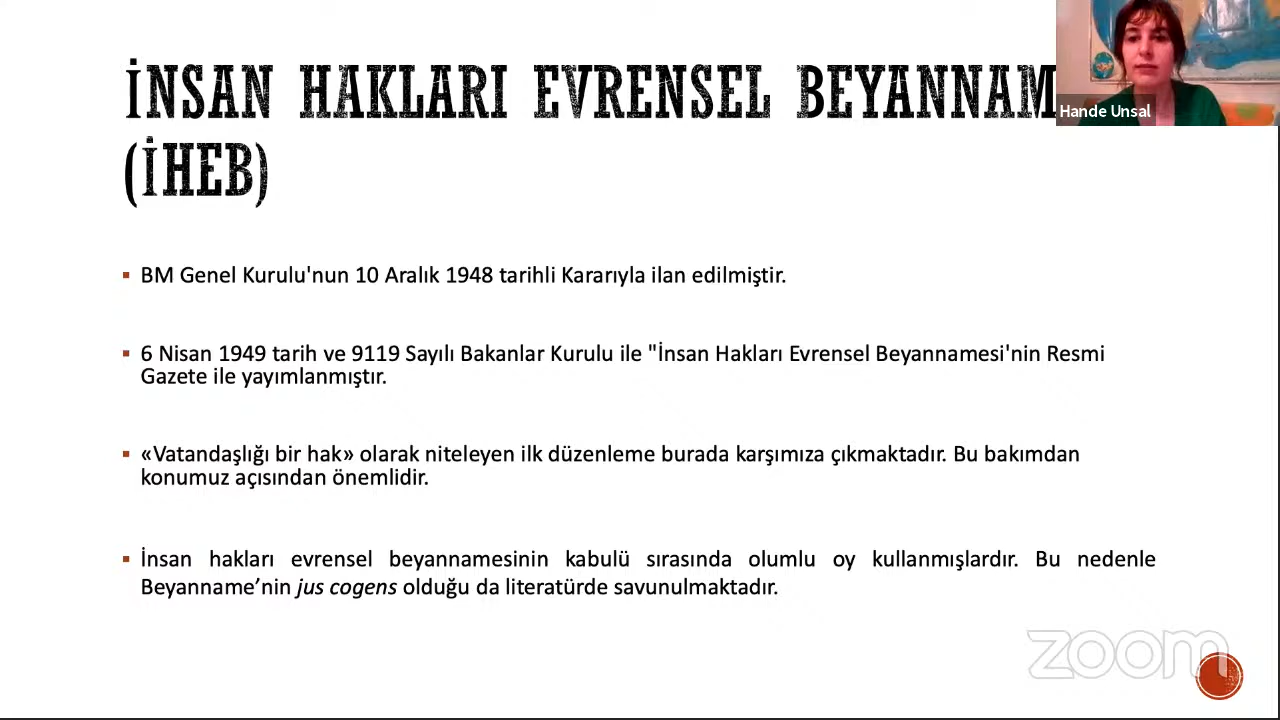 İNSAN HAKLARI EVRENSEL BEYANNAM
(İHEB)
Hande Unsal
BM Genel Kurulu'nun 10 Aralık 1948 tarihli Kararıyla ilan edilmiştir.
6 Nisan 1949 tarih ve 9119 Sayılı Bakanlar Kurulu ile "İnsan Hakları Evrensel Beyannamesi'nin Resmi
Gazete ile yayımlanmıştır.
«Vatandaşlığı bir hak» olarak niteleyen ilk düzenleme burada karşımıza çıkmaktadır. Bu bakımdan
konumuz açısından önemlidir.
İnsan hakları evrensel beyannamesinin kabulü sırasında olumlu oy kullanmışlardır. Bu nedenle
Beyanname’nin jus cogens olduğu da literatürde savunulmaktadır.
zoom